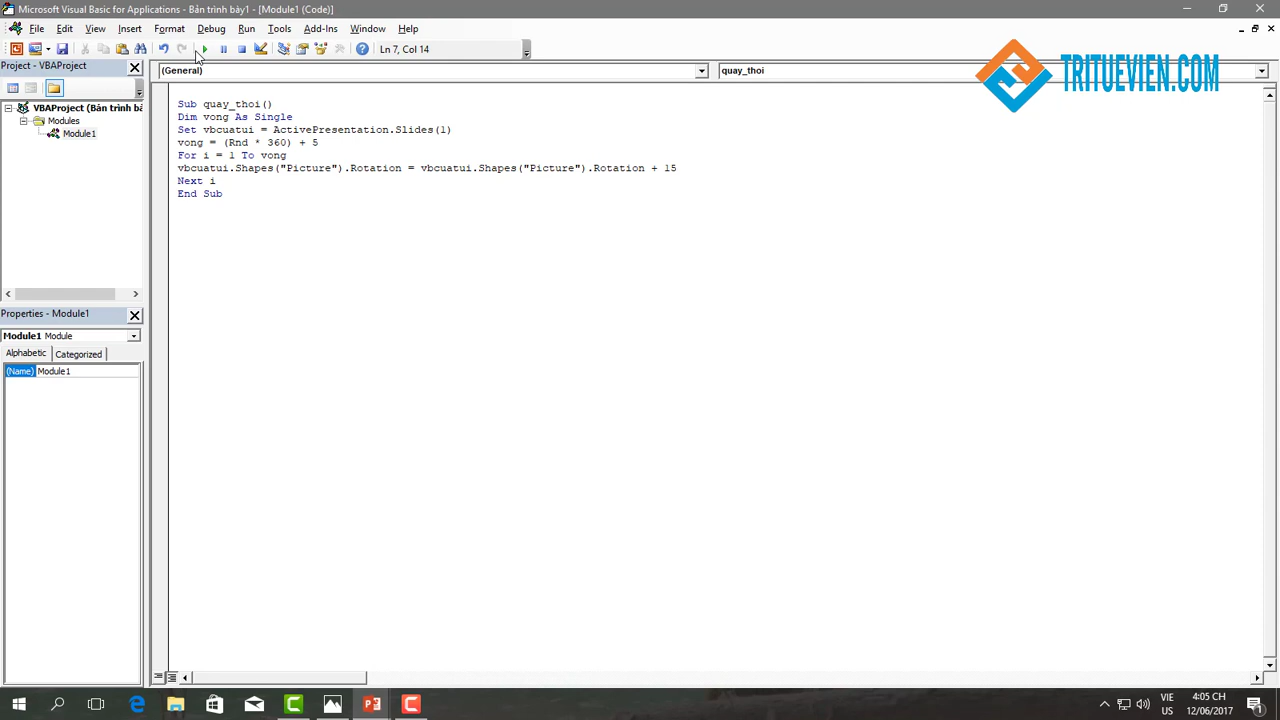 Microsoft Visual Basic for Applications - Bản trình bày1 - [Module1 (Code)]
File Edit View Insert Format Debug Run Tools Add-Ins Window Help
Ln 7, Col 14
Project - VBAProject
(General)
quay_thoi
TRITUEVIEN.COM
VBAProject (Bản trình bà
Modules
Module1
Sub quay_thoi()
Dim vong As Single
Set vbcuatui = ActivePresentation.Slides(1)
vong = (Rnd * 360) + 5
For i = 1 To vong
vbcuatui.Shapes("Picture").Rotation = vbcuatui.Shapes("Picture").Rotation + 15
Next i
End Sub
Properties - Module1
Module1 Module
Alphabetic Categorized
(Name) Module1
VIE
US
4:05 CH
12/06/2017
1